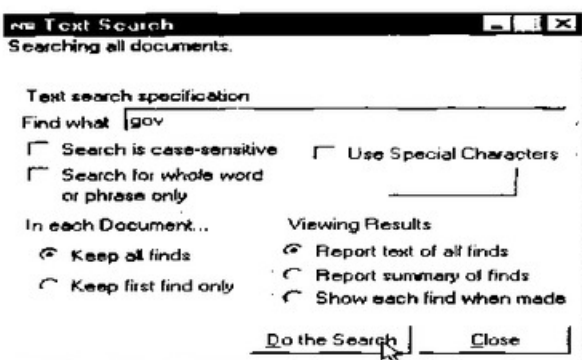 Text Search
Searching all documents.
Text search specification
Find what gov
Search is case-sensitive
Use Special Characters
Search for whole word
or phrase only
In each Document...
Viewing Results
Keep all finds
Report text of all finds
Report summary of finds
Keep first find only
Show each find when made
Do the Search
Close